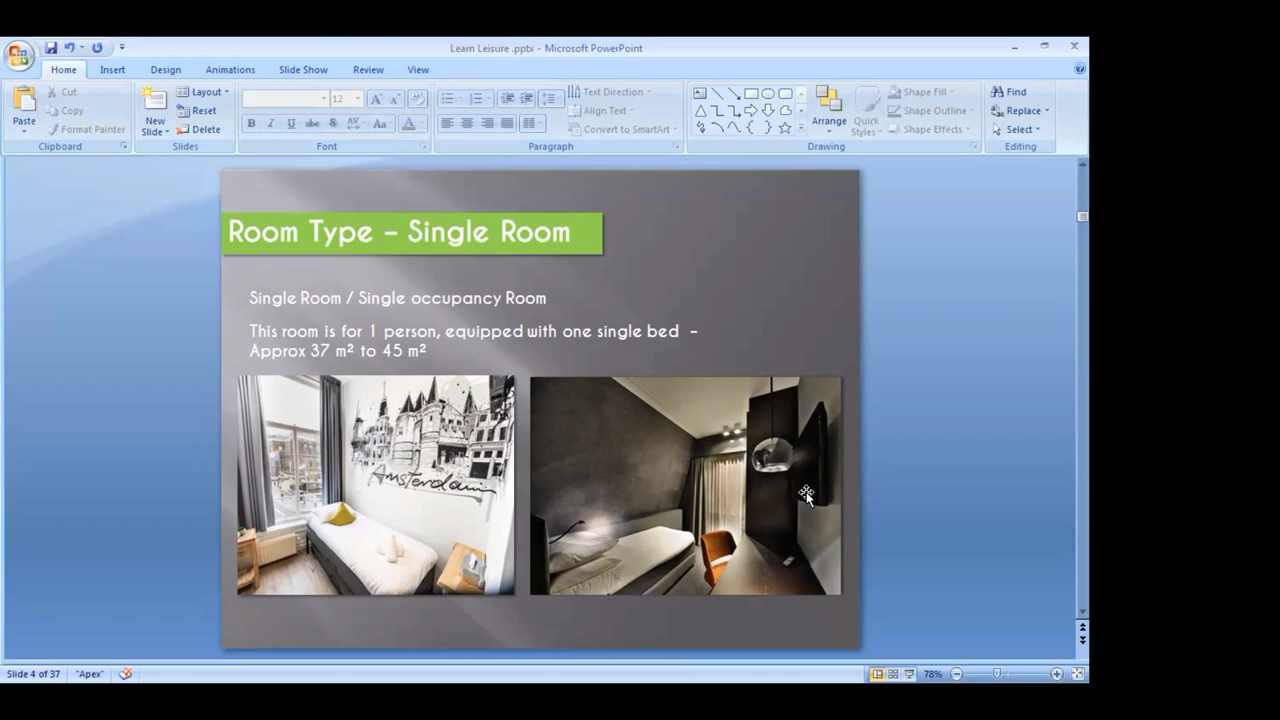 Learn Leisure .pptx - Microsoft PowerPoint
Home Insert Design Animations Slide Show Review View
Paste Cut Copy Format Painter
New Slide Layout Reset Delete
12
B I U abc S AV Aa A
Text Direction
Align Text
Convert to SmartArt
Arrange Quick Styles
Shape Fill
Shape Outline
Shape Effects
Find
Replace
Select
Clipboard Slides Font Paragraph Drawing Editing
Room Type – Single Room
Single Room / Single occupancy Room
This room is for 1 person, equipped with one single bed –
Approx 37 m² to 45 m²
Amsterdam
Slide 4 of 37 "Apex" 78%